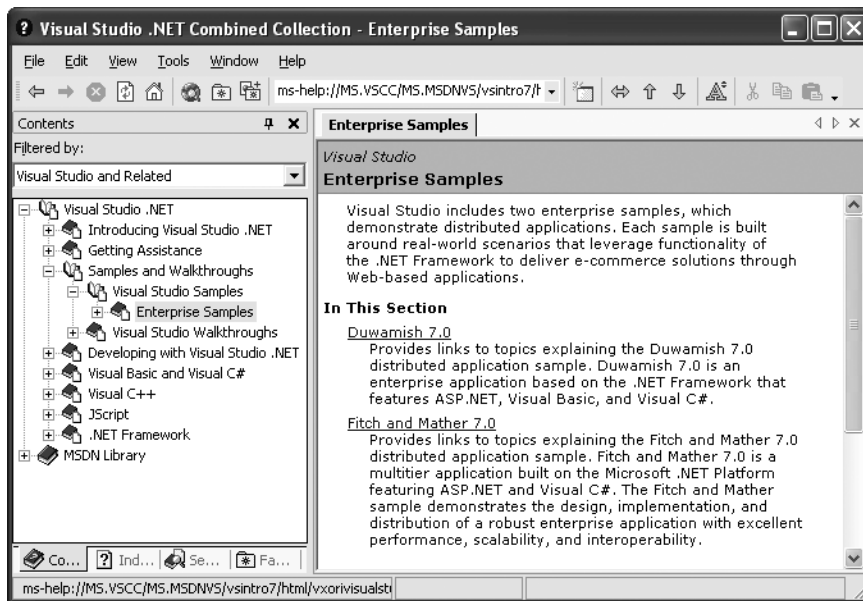 Visual Studio .NET Combined Collection - Enterprise Samples
File Edit View Tools Window Help
ms-help://MS.VSCC/MS.MSDNVS/vsintro7/h
Contents
Filtered by:
Visual Studio and Related
Visual Studio .NET
Introducing Visual Studio .NET
Getting Assistance
Samples and Walkthroughs
Visual Studio Samples
Enterprise Samples
Visual Studio Walkthroughs
Developing with Visual Studio .NET
Visual Basic and Visual C#
Visual C++
JScript
.NET Framework
MSDN Library
Co... Ind... Se... Fa...
Enterprise Samples
Visual Studio
Enterprise Samples
Visual Studio includes two enterprise samples, which
demonstrate distributed applications. Each sample is built
around real-world scenarios that leverage functionality of
the .NET Framework to deliver e-commerce solutions through
Web-based applications.
In This Section
Duwamish 7.0
Provides links to topics explaining the Duwamish 7.0
distributed application sample. Duwamish 7.0 is an
enterprise application based on the .NET Framework that
features ASP.NET, Visual Basic, and Visual C#.
Fitch and Mather 7.0
Provides links to topics explaining the Fitch and Mather 7.0
distributed application sample. Fitch and Mather 7.0 is a
multitier application built on the Microsoft .NET Platform
featuring ASP.NET and Visual C#. The Fitch and Mather
sample demonstrates the design, implementation, and
distribution of a robust enterprise application with excellent
performance, scalability, and interoperability.
ms-help://MS.VSCC/MS.MSDNVS/vsintro7/html/vxorivisualst